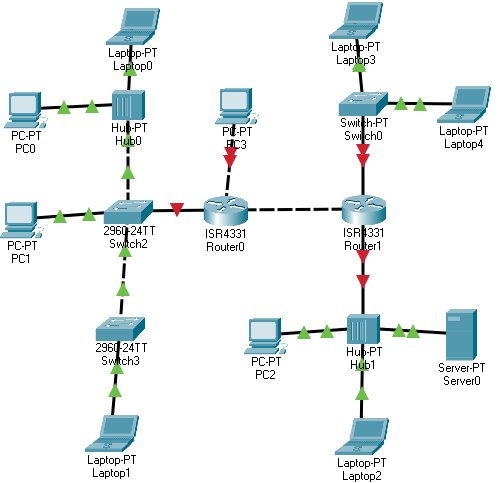 Laptop-PT
Laptop0
Laptop-PT
Laptop3
PC-PT
PC0
Hub-PT
Hub0
PC-PT
PC3
Switch-PT
Switch0
Laptop-PT
Laptop4
PC-PT
PC1
2960-24TT
Switch2
ISR4331
Router0
ISR4331
Router1
2960-24TT
Switch3
PC-PT
PC2
Hub-PT
Hub1
Server-PT
Server0
Laptop-PT
Laptop1
Laptop-PT
Laptop2